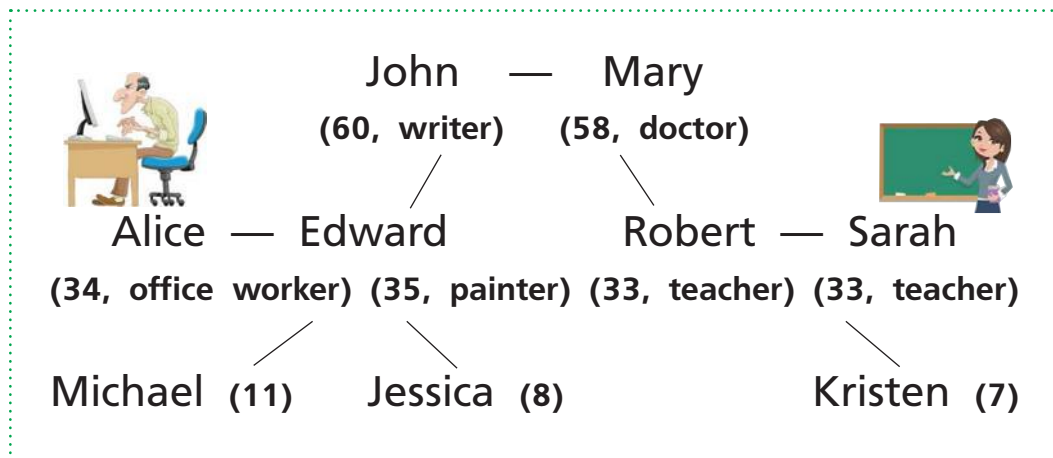 John — Mary
(60, writer) (58, doctor)
Alice — Edward Robert — Sarah
(34, office worker) (35, painter) (33, teacher) (33, teacher)
Michael (11) Jessica (8) Kristen (7)